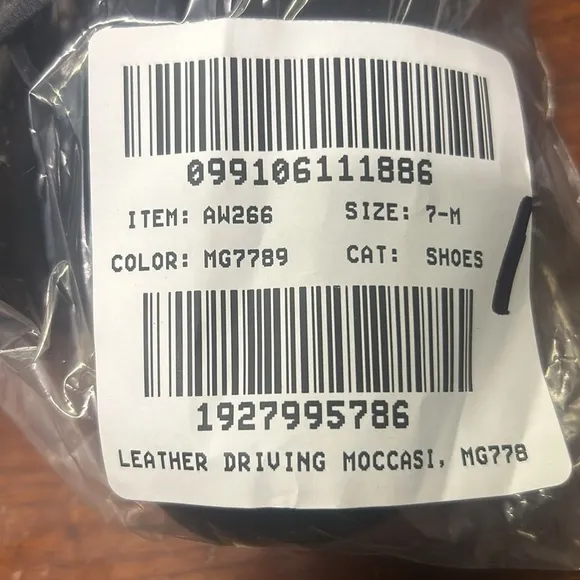 099106111886
ITEM: AW266 SIZE: 7-M
COLOR: MG7789 CAT: SHOES
1927995786
LEATHER DRIVING MOCCASI, MG778